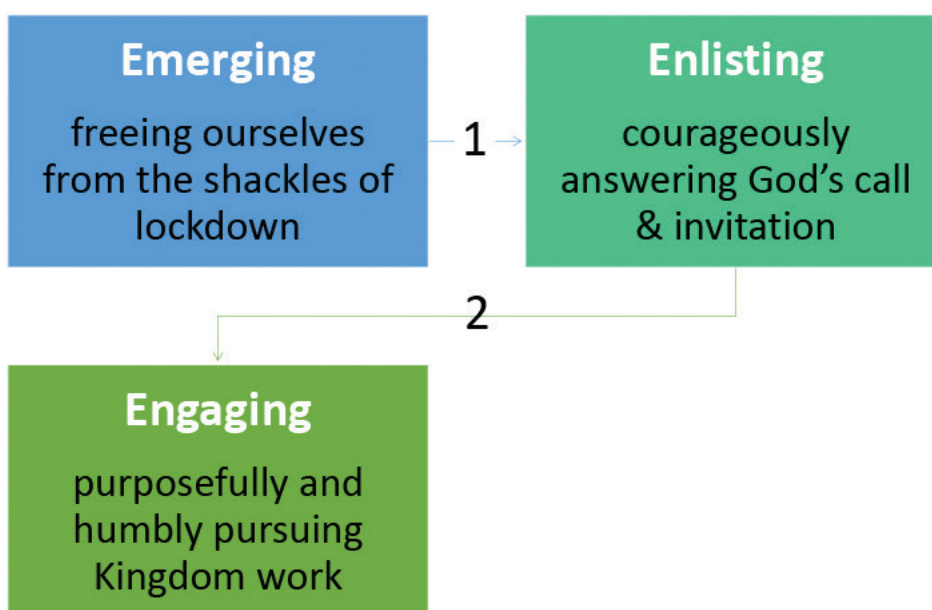 Emerging
freeing ourselves
from the shackles of
lockdown
1
Enlisting
courageously
answering God’s call
& invitation
2
Engaging
purposefully and
humbly pursuing
Kingdom work